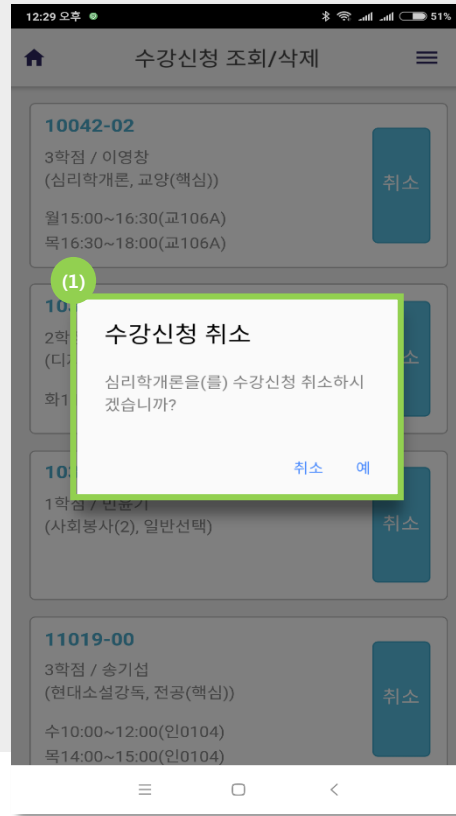 12:29 오후 51%
수강신청 조회/삭제
10042-02
3학점 / 이영창
(심리학개론, 교양(핵심))
취소
월15:00~16:30(교106A)
목16:30~18:00(교106A)
(1)
수강신청 취소
심리학개론을(를) 수강신청 취소하시
겠습니까?
취소 예
1학점 / 민윤기
(사회봉사(2), 일반선택)
취소
11019-00
3학점 / 송기섭
(현대소설강독, 전공(핵심))
취소
수10:00~12:00(인0104)
목14:00~15:00(인0104)